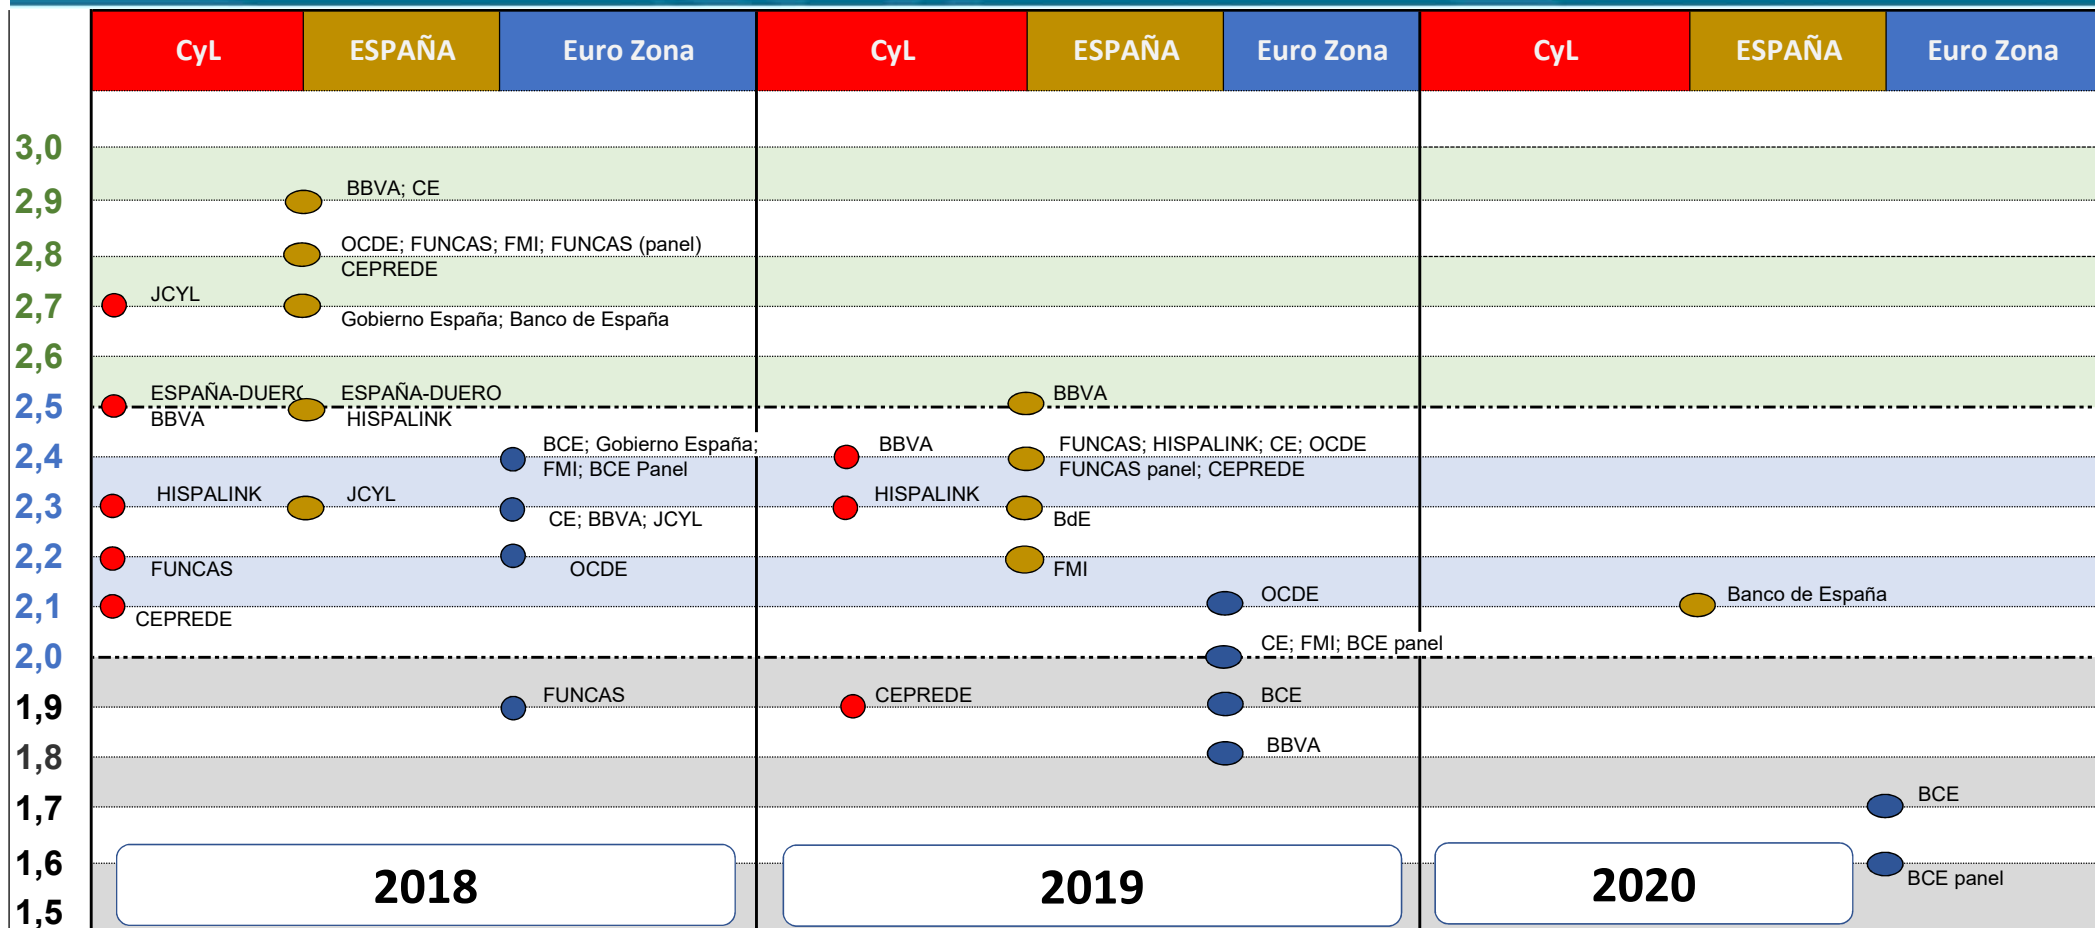 CyL ESPAÑA Euro Zona CyL ESPAÑA Euro Zona CyL ESPAÑA Euro Zona
3,0
BBVA; CE
2,9
OCDE; FUNCAS; FMI; FUNCAS (panel)
2,8
CEPREDE
JCYL
2,7
Gobierno España; Banco de España
2,6
ESPAÑA-DUERO ESPAÑA-DUERO BBVA
2,5
BBVA HISPALINK
BCE; Gobierno España; BBVA FUNCAS; HISPALINK; CE; OCDE
2,4
FMI; BCE Panel FUNCAS panel; CEPREDE
HISPALINK JCYL HISPALINK
2,3
CE; BBVA; JCYL BdE
2,2
FUNCAS OCDE FMI
OCDE Banco de España
2,1
CEPREDE
CE; FMI; BCE panel
2,0
FUNCAS CEPREDE BCE
1,9
BBVA
1,8
BCE
1,7
1,6
BCE panel
2018 2019 2020
1,5